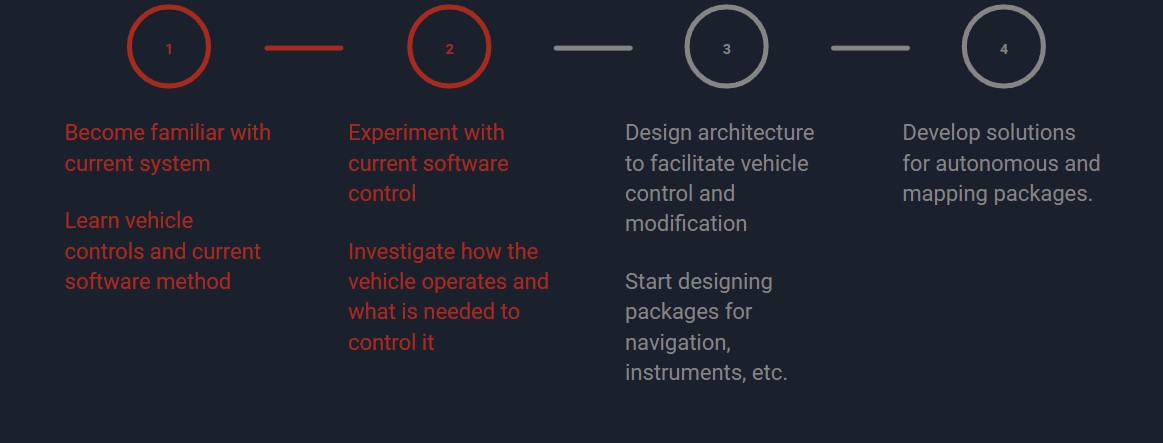 1
2
3
4
Become familiar with
current system
Learn vehicle
controls and current
software method
Experiment with
current software
control
Investigate how the
vehicle operates and
what is needed to
control it
Design architecture
to facilitate vehicle
control and
modification
Start designing
packages for
navigation,
instruments, etc.
Develop solutions
for autonomous and
mapping packages.